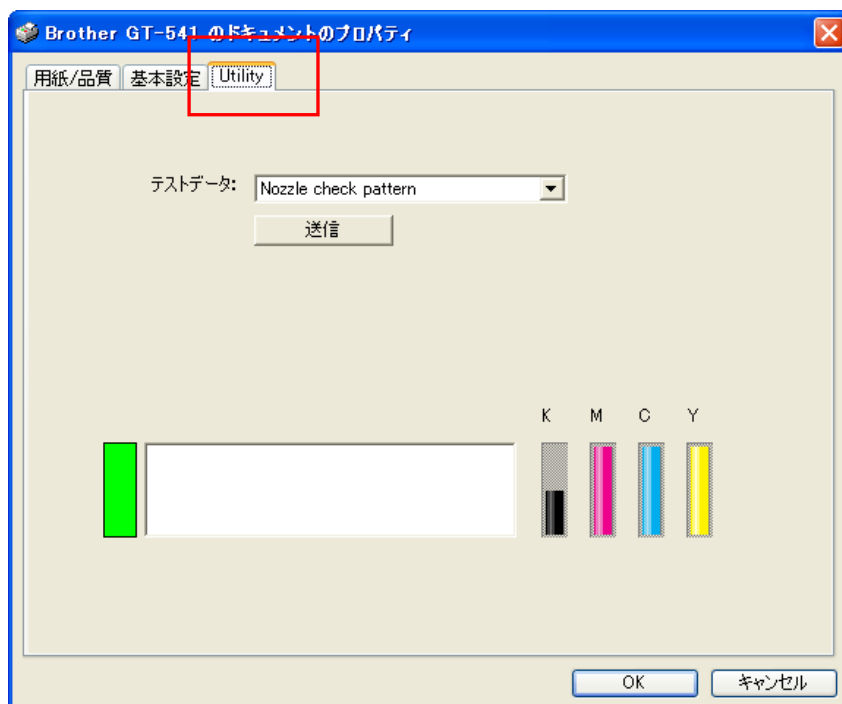 Brother GT-541 のドキュメントのプロパティ
用紙/品質 基本設定 Utility
テストデータ: Nozzle check pattern
送信
K M C Y
OK キャンセル